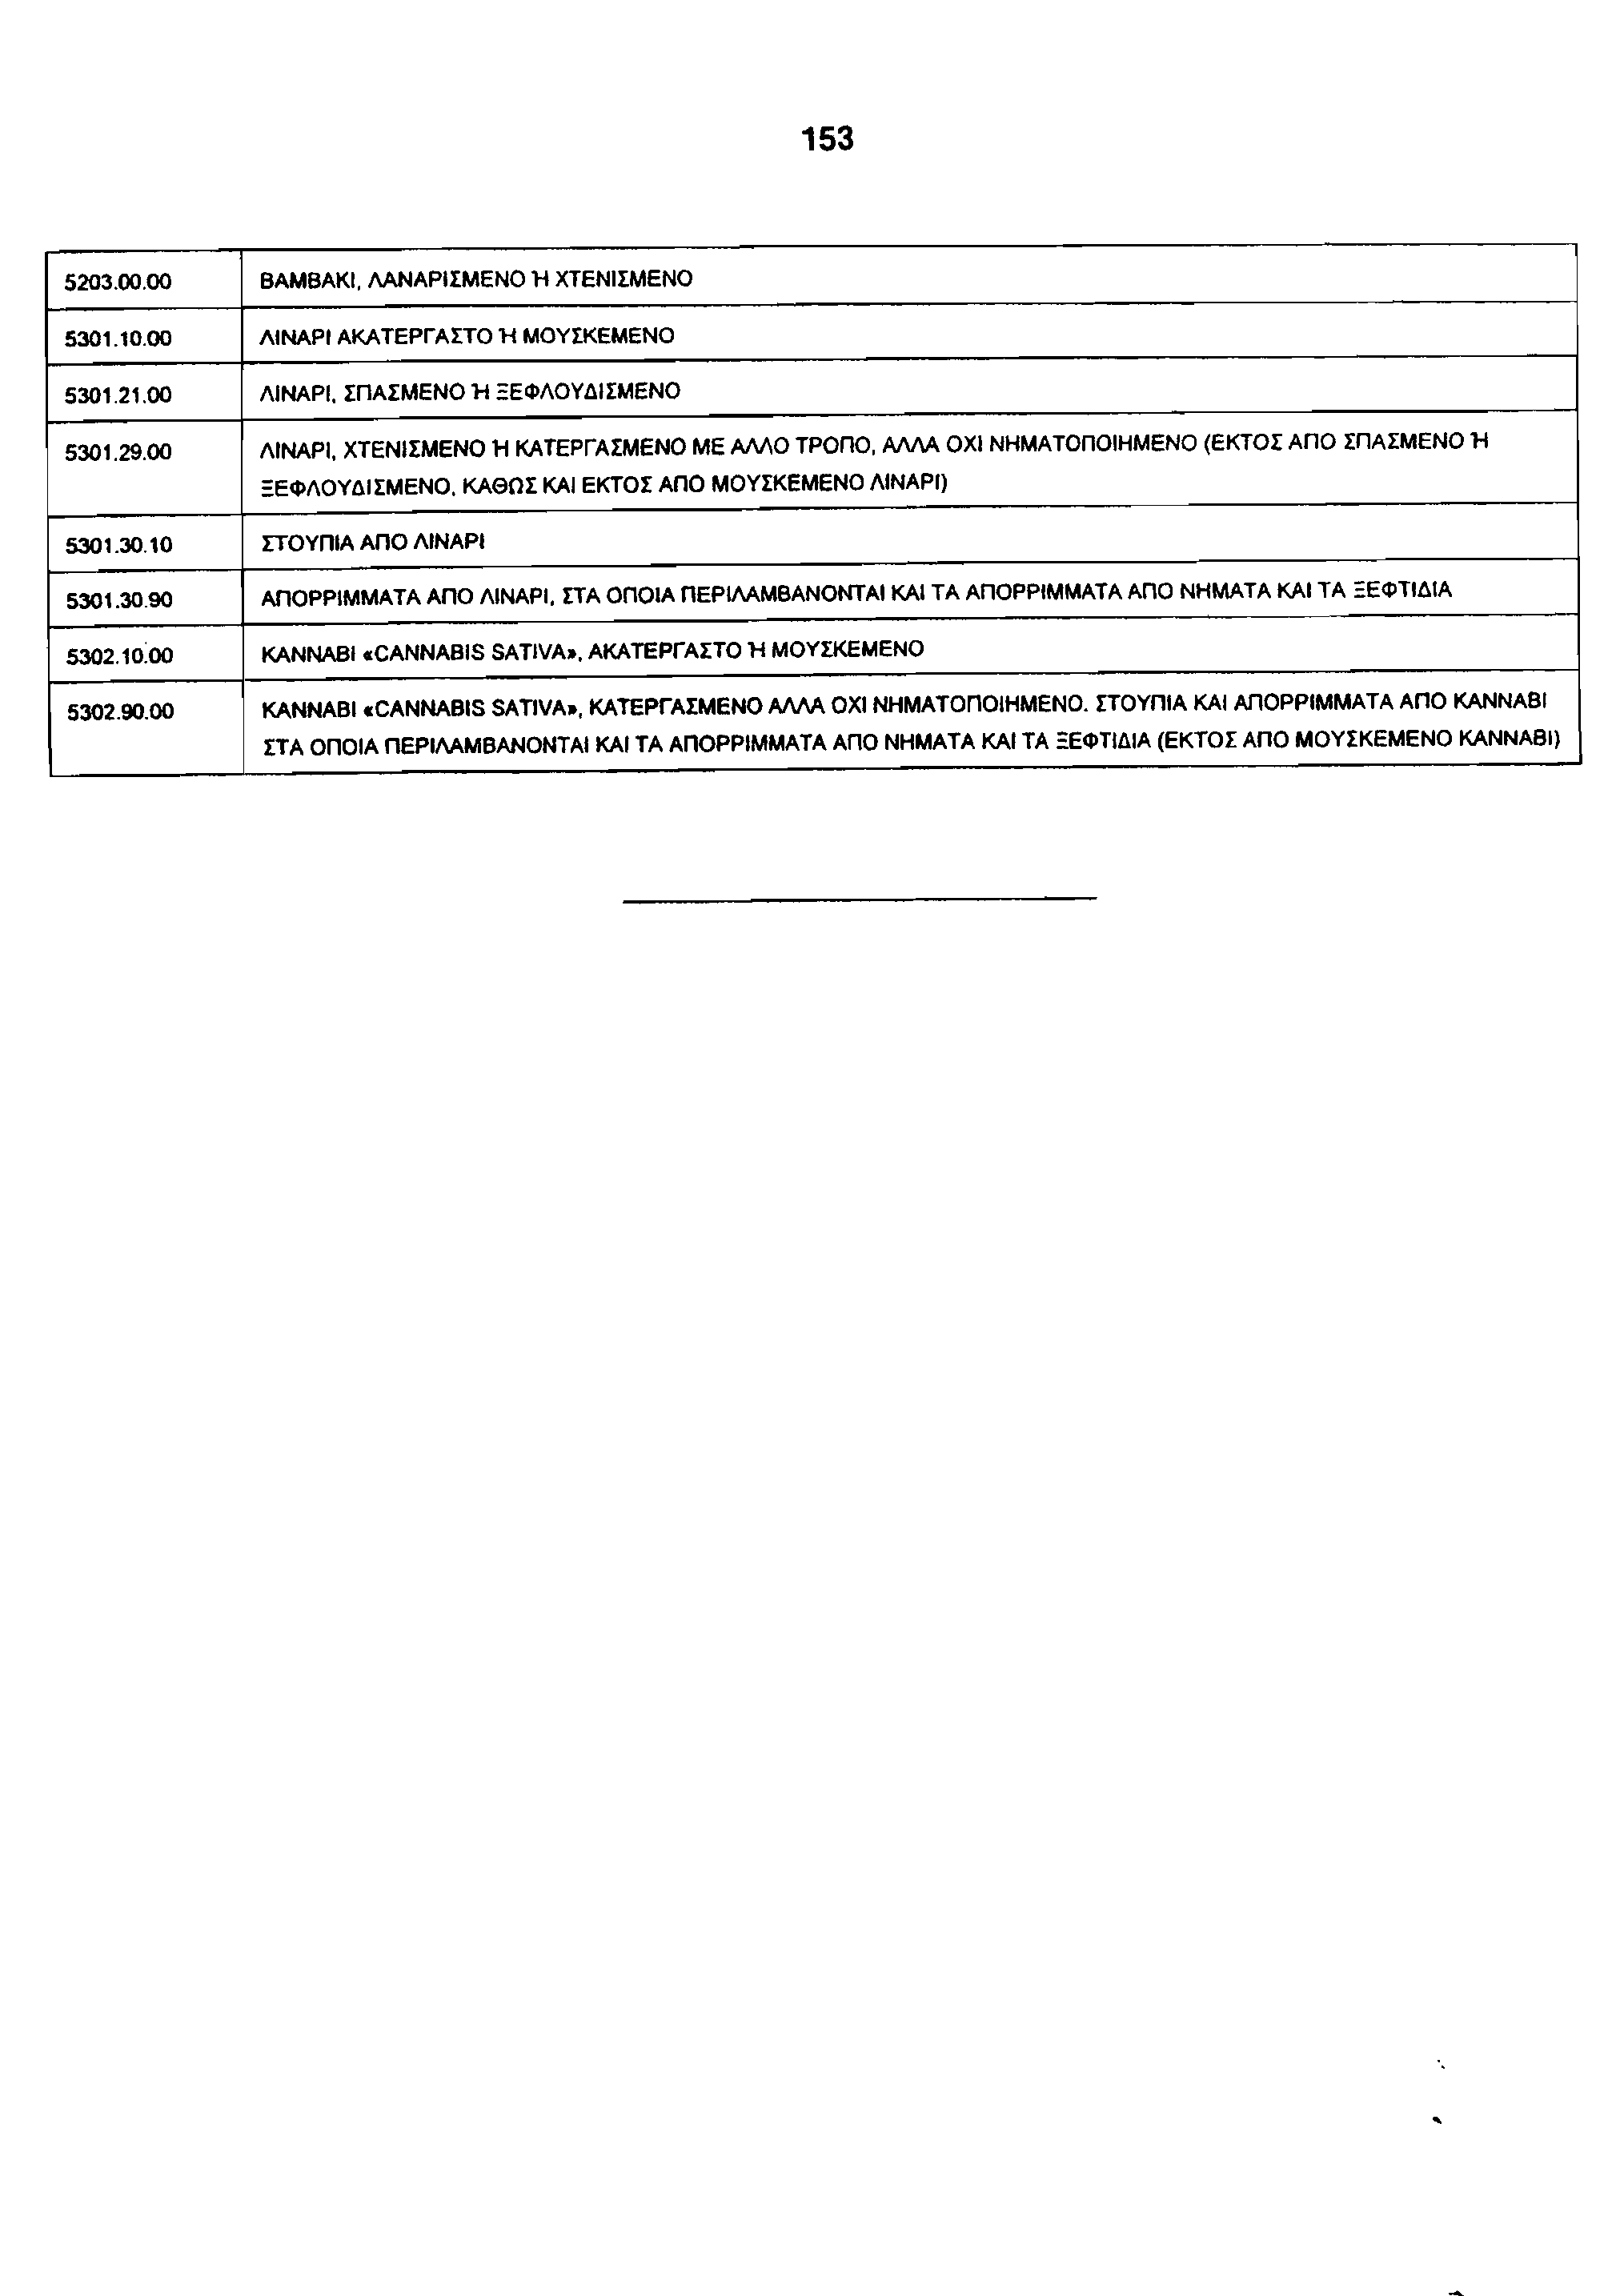 153
5203.00.00 ΒΑΜΒΑΚΙ, ΛΑΝΑΡΙΣΜΕΝΟ Ή ΧΤΕΝΙΣΜΕΝΟ
5301.10.00 ΛΙΝΑΡΙ ΑΚΑΤΕΡΓΑΣΤΟ Ή ΜΟΥΣΚΕΜΕΝΟ
5301.21.00 ΛΙΝΑΡΙ, ΣΠΑΣΜΕΝΟ Ή ΞΕΦΛΟΥΔΙΣΜΕΝΟ
5301.29.00 ΛΙΝΑΡΙ, ΧΤΕΝΙΣΜΕΝΟ Ή ΚΑΤΕΡΓΑΣΜΕΝΟ ΜΕ ΑΛΛΟ ΤΡΟΠΟ, ΑΛΛΑ ΟΧΙ ΝΗΜΑΤΟΠΟΙΗΜΕΝΟ (ΕΚΤΟΣ ΑΠΟ ΣΠΑΣΜΕΝΟ Ή
ΞΕΦΛΟΥΔΙΣΜΕΝΟ, ΚΑΘΩΣ ΚΑΙ ΕΚΤΟΣ ΑΠΟ ΜΟΥΣΚΕΜΕΝΟ ΛΙΝΑΡΙ)
5301.30.10 ΣΤΟΥΠΙΑ ΑΠΟ ΛΙΝΑΡΙ
5301.30.90 ΑΠΟΡΡΙΜΜΑΤΑ ΑΠΟ ΛΙΝΑΡΙ, ΣΤΑ ΟΠΟΙΑ ΠΕΡΙΛΑΜΒΑΝΟΝΤΑΙ ΚΑΙ ΤΑ ΑΠΟΡΡΙΜΜΑΤΑ ΑΠΟ ΝΗΜΑΤΑ ΚΑΙ ΤΑ ΞΕΦΤΙΔΙΑ
5302.10.00 ΚΑΝΝΑΒΙ «CANNABIS SATIVA», ΑΚΑΤΕΡΓΑΣΤΟ Ή ΜΟΥΣΚΕΜΕΝΟ
5302.90.00 ΚΑΝΝΑΒΙ «CANNABIS SATIVA», ΚΑΤΕΡΓΑΣΜΕΝΟ ΑΛΛΑ ΟΧΙ ΝΗΜΑΤΟΠΟΙΗΜΕΝΟ. ΣΤΟΥΠΙΑ ΚΑΙ ΑΠΟΡΡΙΜΜΑΤΑ ΑΠΟ ΚΑΝΝΑΒΙ
ΣΤΑ ΟΠΟΙΑ ΠΕΡΙΛΑΜΒΑΝΟΝΤΑΙ ΚΑΙ ΤΑ ΑΠΟΡΡΙΜΜΑΤΑ ΑΠΟ ΝΗΜΑΤΑ ΚΑΙ ΤΑ ΞΕΦΤΙΔΙΑ (ΕΚΤΟΣ ΑΠΟ ΜΟΥΣΚΕΜΕΝΟ ΚΑΝΝΑΒΙ)